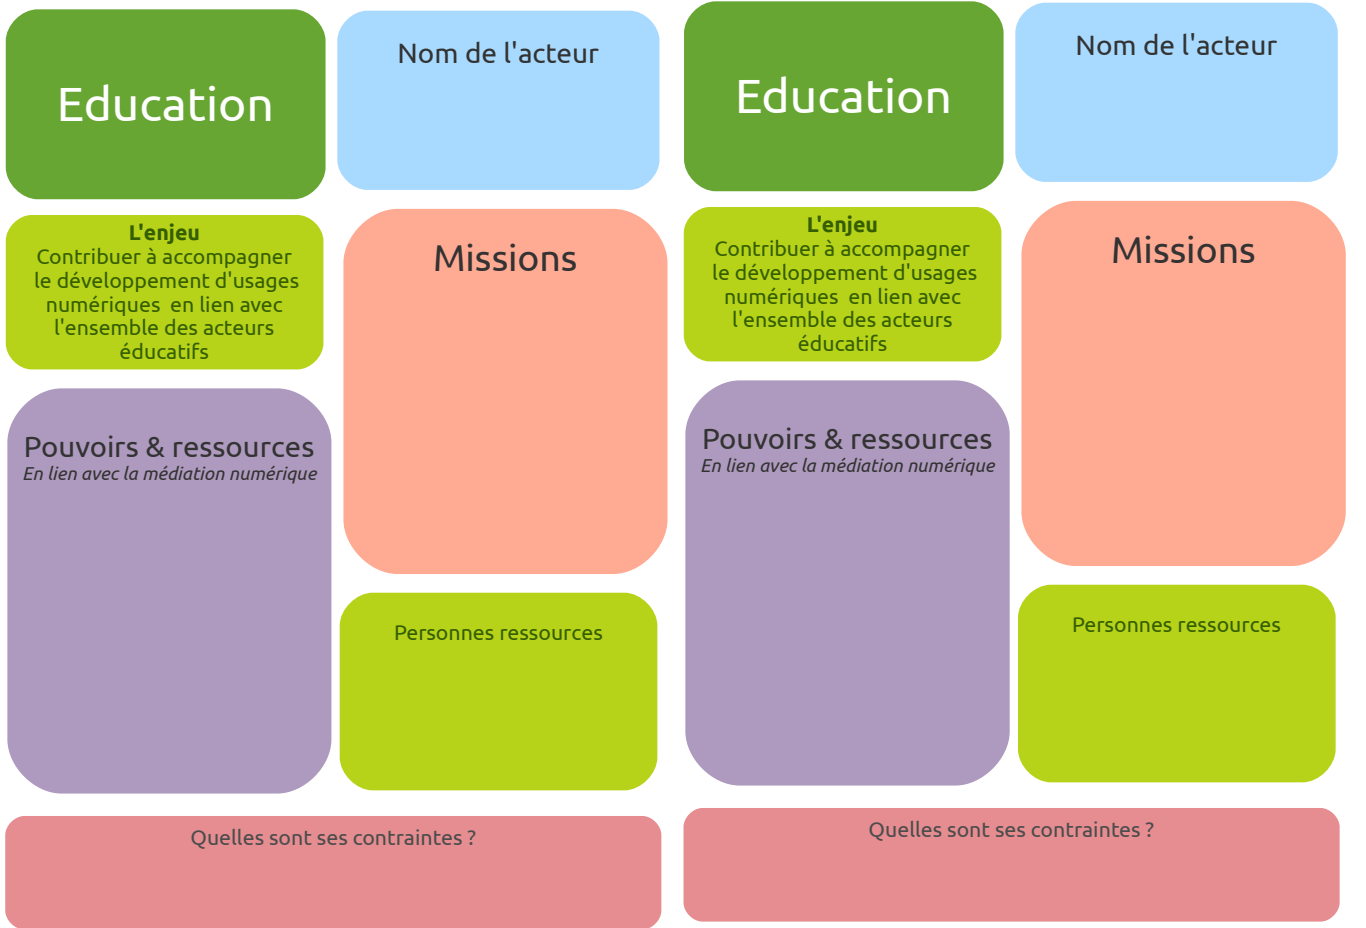 Education
Nom de l'acteur
L'enjeu
Contribuer à accompagner
le développement d'usages
numériques en lien avec
l'ensemble des acteurs
éducatifs
Missions
Pouvoirs & ressources
En lien avec la médiation numérique
Personnes ressources
Quelles sont ses contraintes ?
Education
Nom de l'acteur
L'enjeu
Contribuer à accompagner
le développement d'usages
numériques en lien avec
l'ensemble des acteurs
éducatifs
Missions
Pouvoirs & ressources
En lien avec la médiation numérique
Personnes ressources
Quelles sont ses contraintes ?